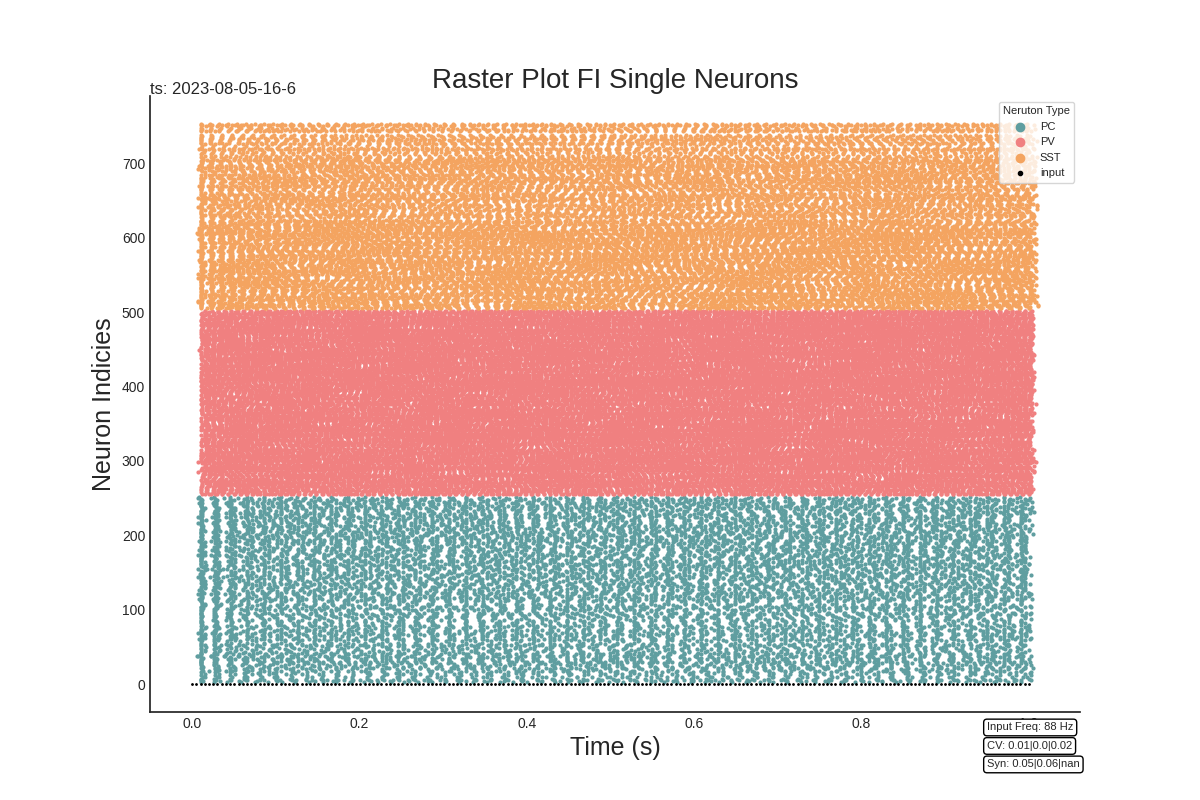 Raster Plot FI Single Neurons
ts: 2023-08-05-16-6
Neruton Type
PC
PV
SST
input
Neuron Indicies
700
600
500
400
300
200
100
0
0.0
0.2
0.4
0.6
0.8
Time (s)
Input Freq: 88 Hz
CV: 0.01|0.0|0.02
Syn: 0.05|0.06|nan